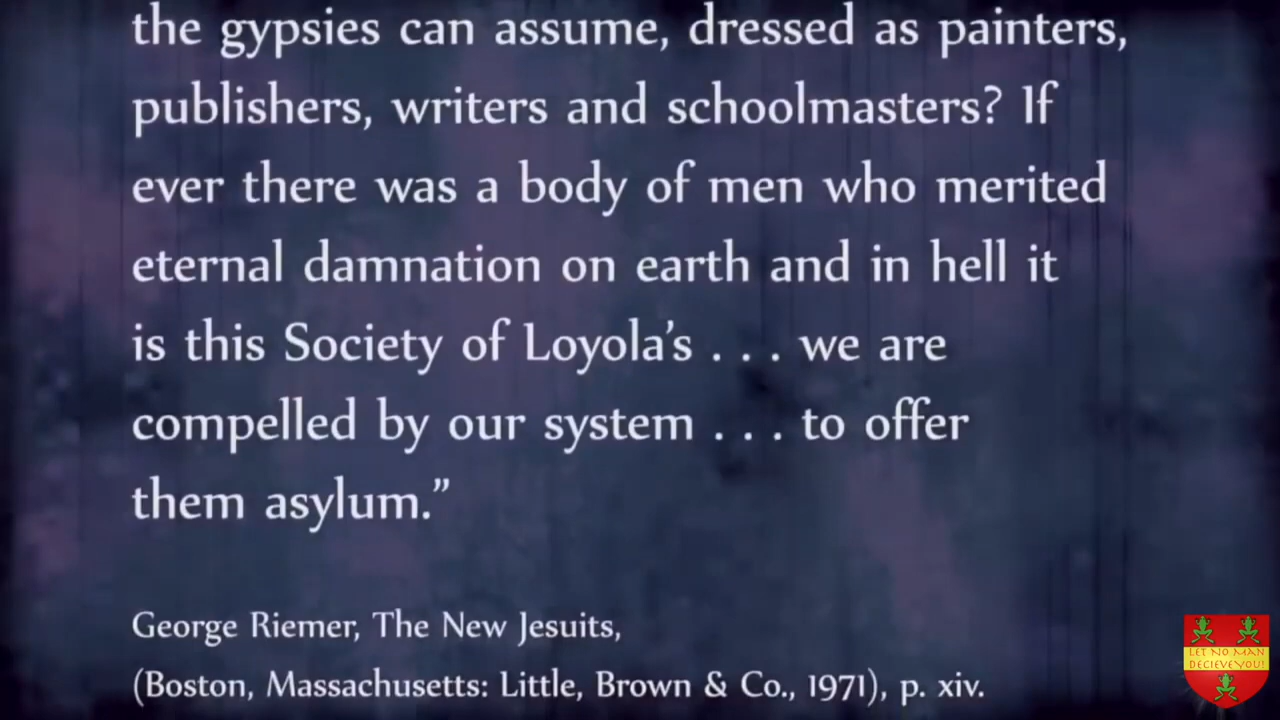 the gypsies can assume, dressed as painters,
publishers, writers and schoolmasters? If
ever there was a body of men who merited
eternal damnation on earth and in hell it
is this Society of Loyola’s . . . we are
compelled by our system . . . to offer
them asylum.”
George Riemer, The New Jesuits,
(Boston, Massachusetts: Little, Brown & Co., 1971), p. xiv.
LET NO MAN
DECIEVE YOU!